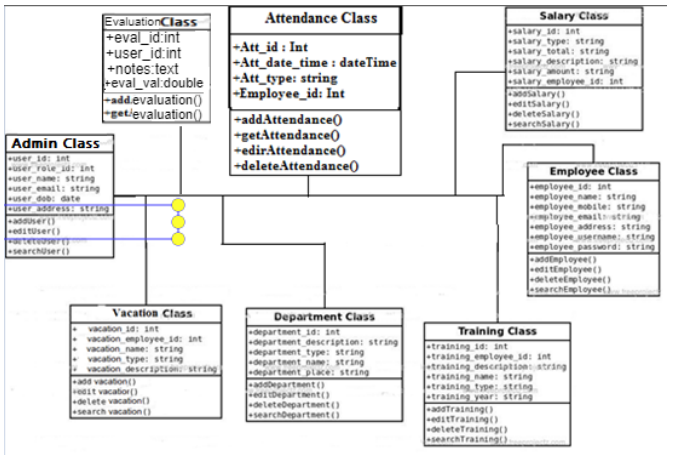 EvaluationClass
+eval_id:int
+user_id:int
+notes:text
+eval_val:double
+add.evaluation()
+get/evaluation()
Attendance Class
+Att_id : Int
+Att_date_time : dateTime
+Att_type: string
+Employee_id: Int
+addAttendance()
+getAttendance()
+edirAttendance()
+deleteAttendance()
Salary Class
+salary_id: int
+salary_type: string
+salary_total: string
+salary_description: string
+salary_amount: string
+salary_employee_id: int
+addSalary()
+editSalary()
+deleteSalary()
+searchSalary()
Admin Class
+user_id: int
+user_role_id: int
+user_name: string
+user_email: string
+user_dob: date
+user_address: string
+addUser()
+editUser()
+deleteUser()
+searchUser()
Employee Class
+employee_id: int
+employee_name: string
+employee_mobile: string
+employee_email: string
+employee_address: string
+employee_username: string
+employee_password: string
+addEmployee()
+editEmployee()
+deleteEmployee()
+searchEmployee()
Vacation Class
+ vacation_id: int
+ vacation_employee_id: int
+ vacation_name: string
+ vacation_type: string
+ vacation_description: string
+add vacation()
+edit vacation()
+delete vacation()
+search vacation()
Department Class
+department_id: int
+department_description: string
+department_type: string
+department_name: string
+department_place: string
+addDepartment()
+editDepartment()
+deleteDepartment()
+searchDepartment()
Training Class
+training_id: int
+training_employee_id: int
+training_description: string
+training_name: string
+training_type: string
+training_year: string
+addTraining()
+editTraining()
+deleteTraining()
+searchTraining()